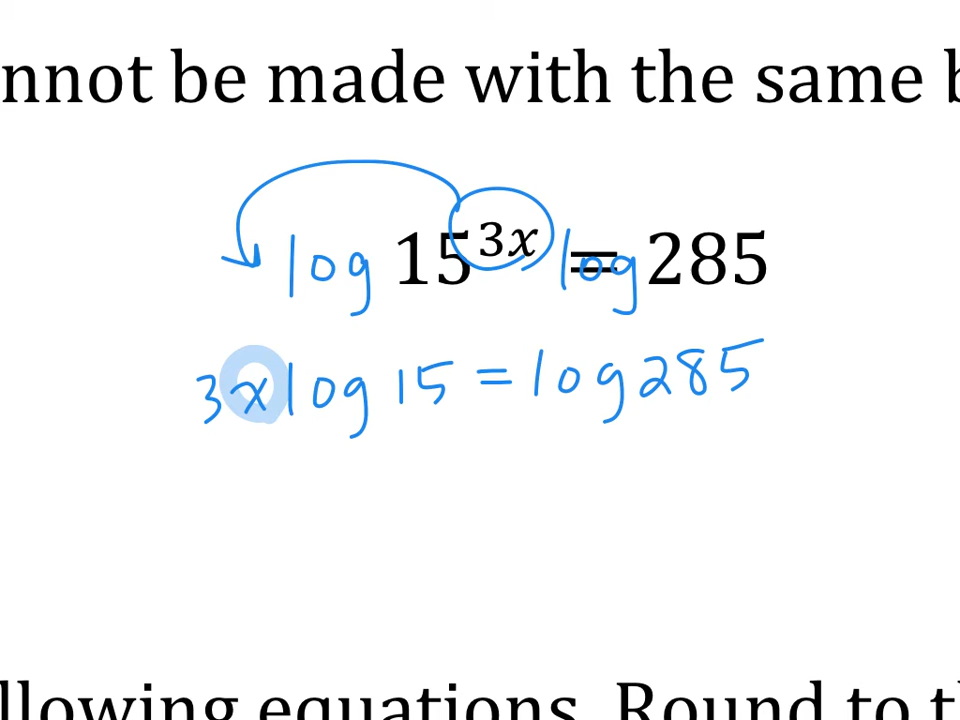 nnot be made with the same b
log 15^{3x} = log 285
3x log 15 = log 285
llowing equations. Round to th